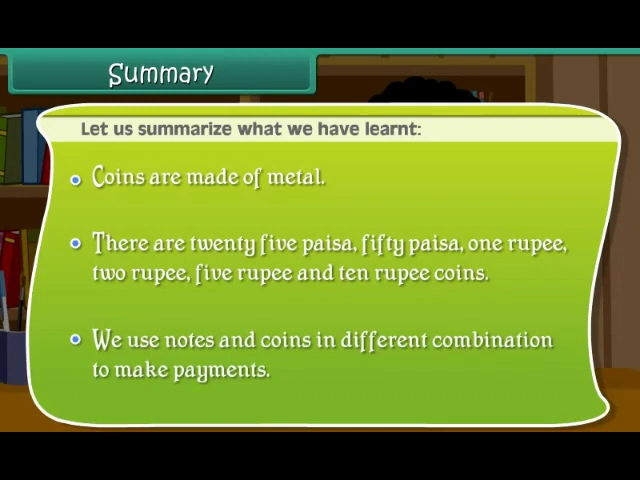 Summary
Let us summarize what we have learnt:
Coins are made of metal.
There are twenty five paisa, fifty paisa, one rupee,
two rupee, five rupee and ten rupee coins.
We use notes and coins in different combination
to make payments.